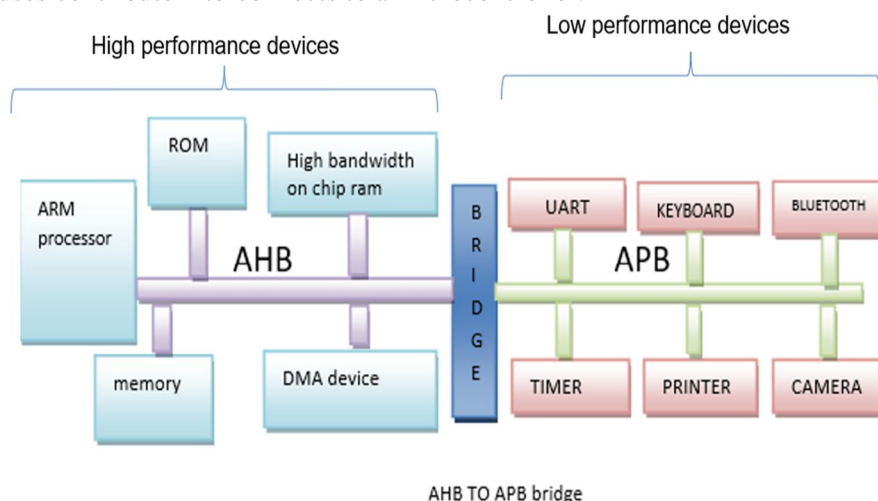 High performance devices
Low performance devices
ROM
High bandwidth
on chip ram
ARM
processor
AHB
memory
DMA device
BRIDGE
UART
KEYBOARD
BLUETOOTH
APB
TIMER
PRINTER
CAMERA
AHB TO APB bridge